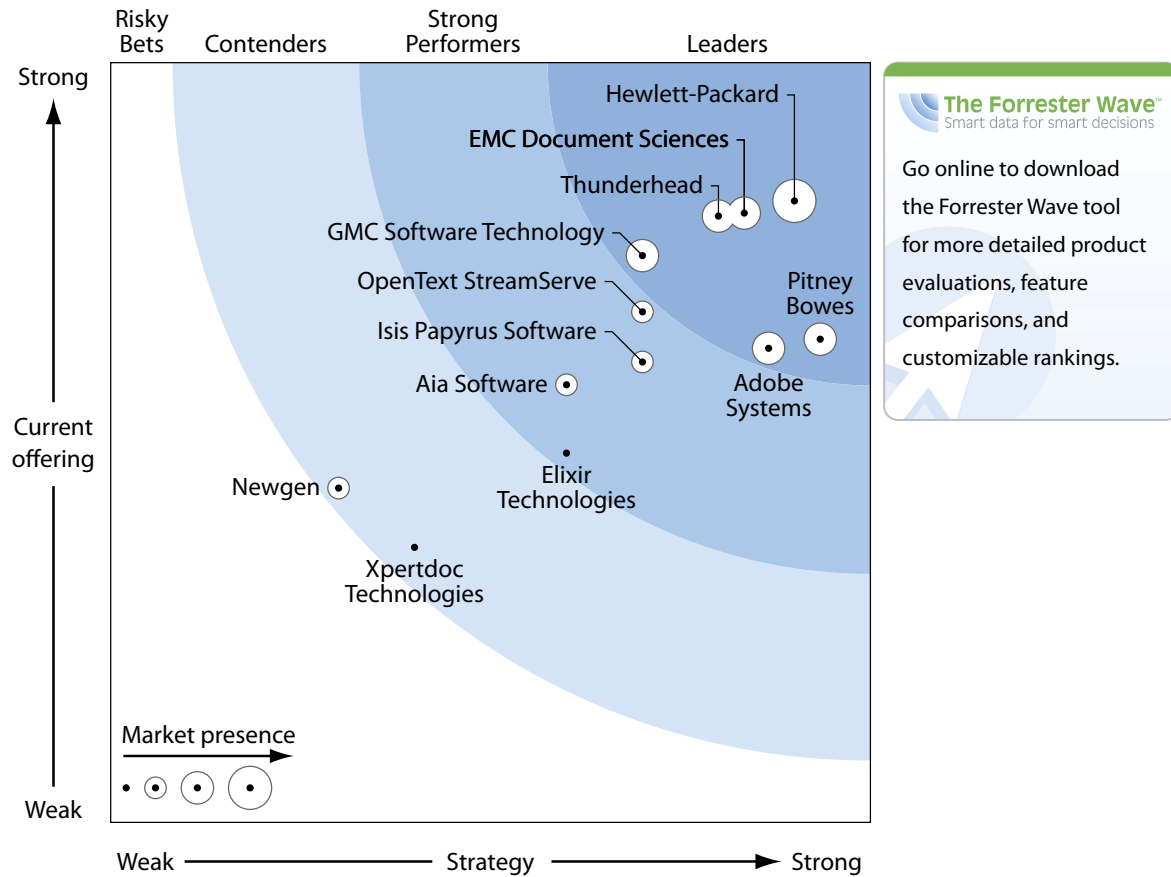 Risky
Bets
Contenders
Strong
Performers
Leaders
Strong
Current
offering
Weak
Hewlett-Packard
EMC Document Sciences
Thunderhead
GMC Software Technology
OpenText StreamServe
Isis Papyrus Software
Aia Software
Pitney
Bowes
Adobe
Systems
Elixir
Technologies
Newgen
Xpertdoc
Technologies
Market presence
Weak
Strategy
Strong
The Forrester Wave™
Smart data for smart decisions
Go online to download
the Forrester Wave tool
for more detailed product
evaluations, feature
comparisons, and
customizable rankings.